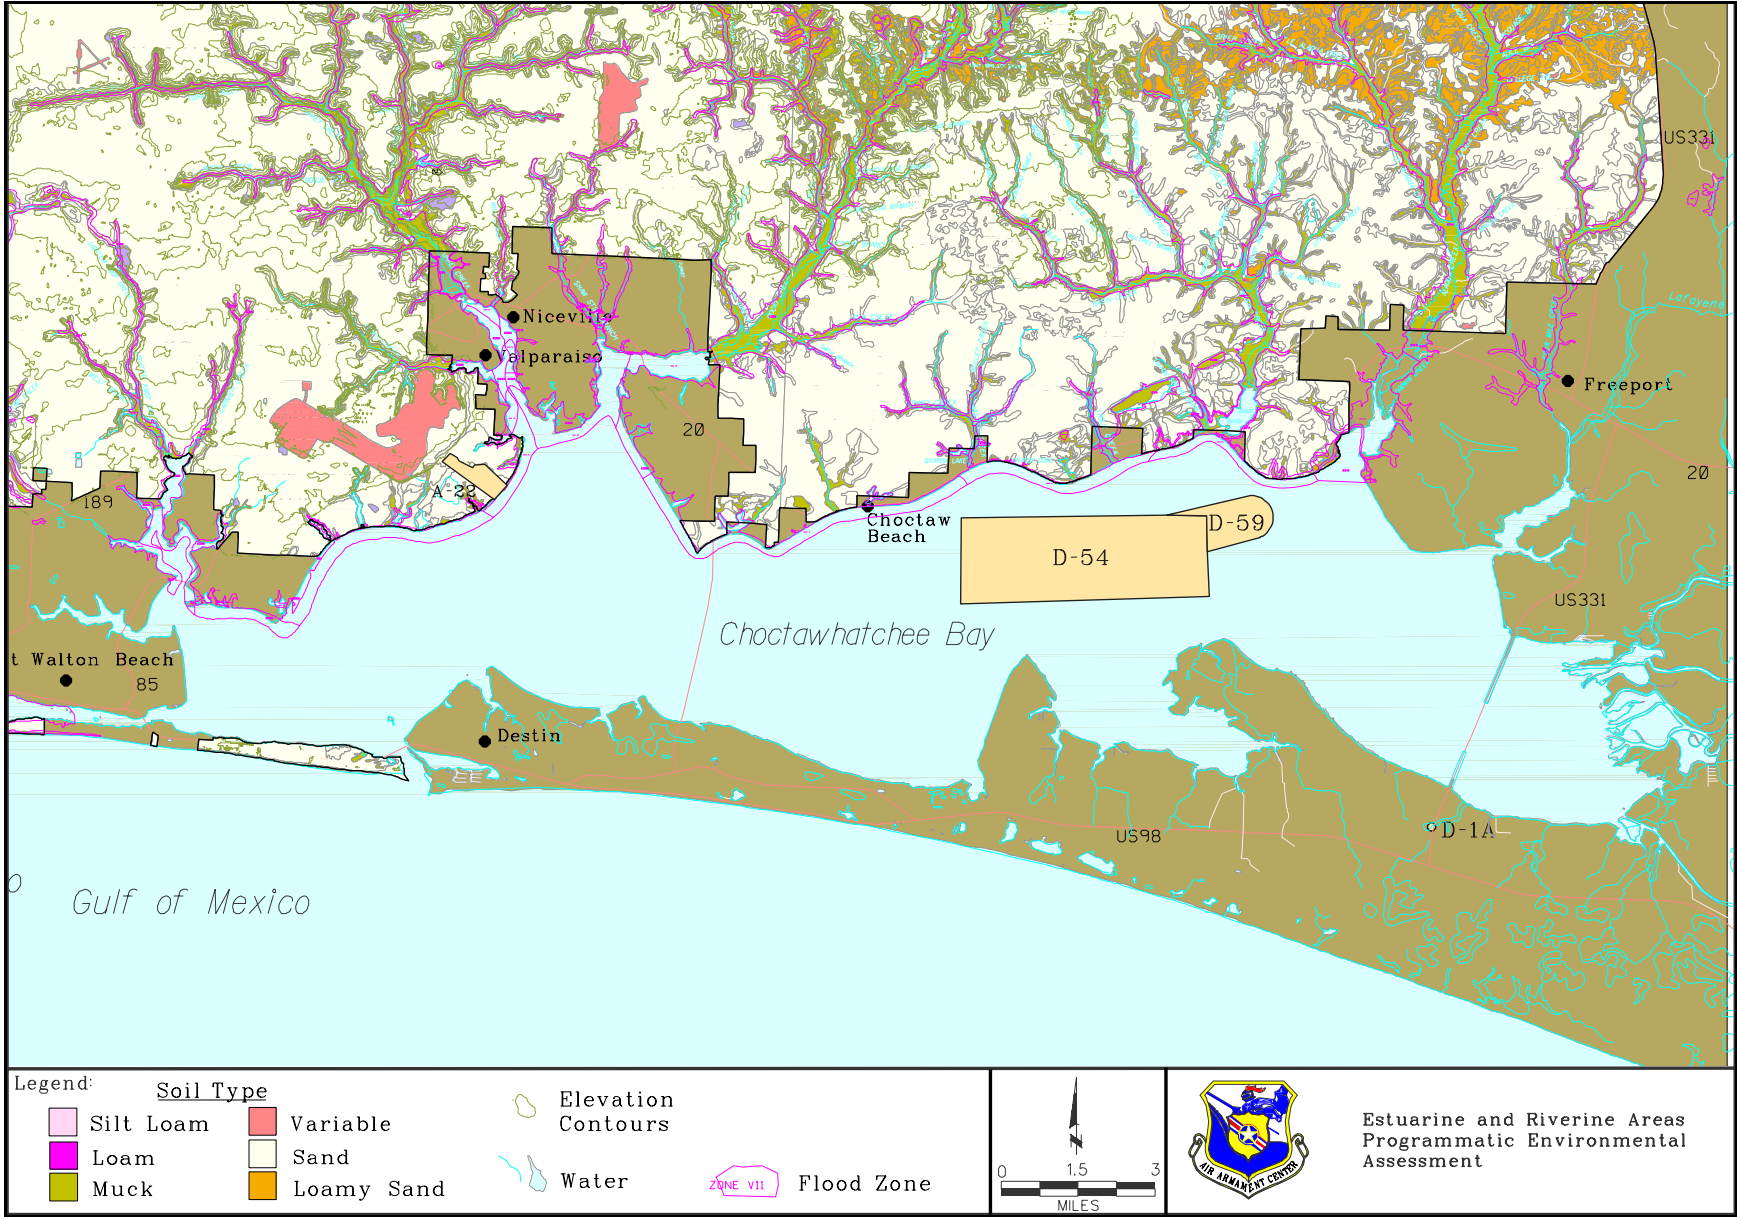 US331
Lafayette
Niceville
Valparaiso
Freeport
20
20
A-22
189
Choctaw
Beach
D-59
D-54
US331
Choctawhatchee Bay
t Walton Beach
85
Destin
US98
D-1A
O
Gulf of Mexico
Legend:
Soil Type
Silt Loam
Loam
Muck
Variable
Sand
Loamy Sand
Elevation
Contours
Water
ZONE V11
Flood Zone
0 1.5 3
MILES
AIR ARMAMENT CENTER
Estuarine and Riverine Areas
Programmatic Environmental
Assessment